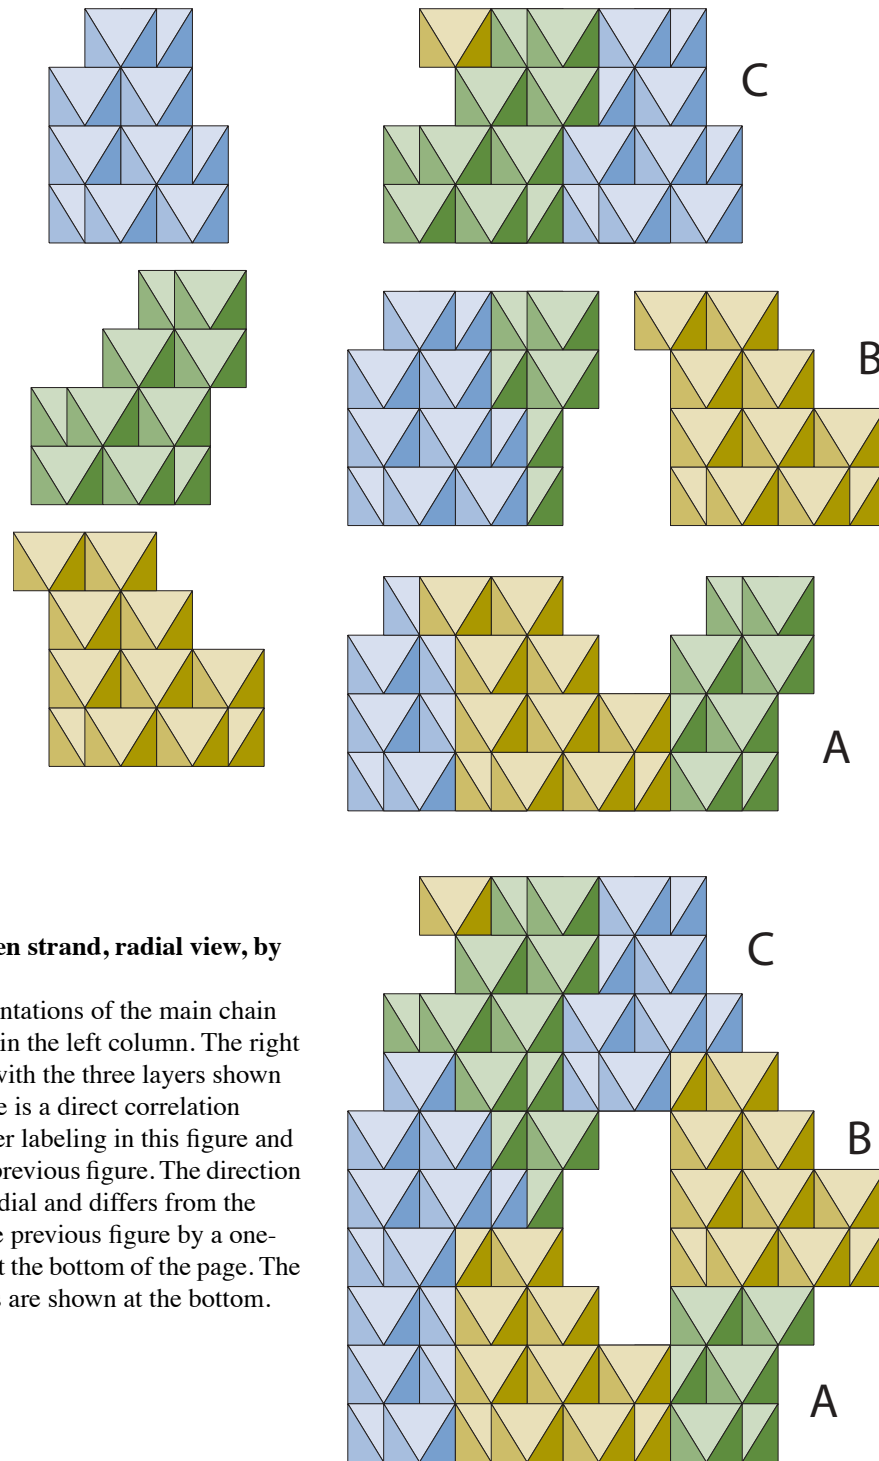 C
B
A
en strand, radial view, by
ntations of the main chain
in the left column. The right
with the three layers shown
e is a direct correlation
er labeling in this figure and
previous figure. The direction
dial and differs from the
e previous figure by a one-
t the bottom of the page. The
s are shown at the bottom.
C
B
A